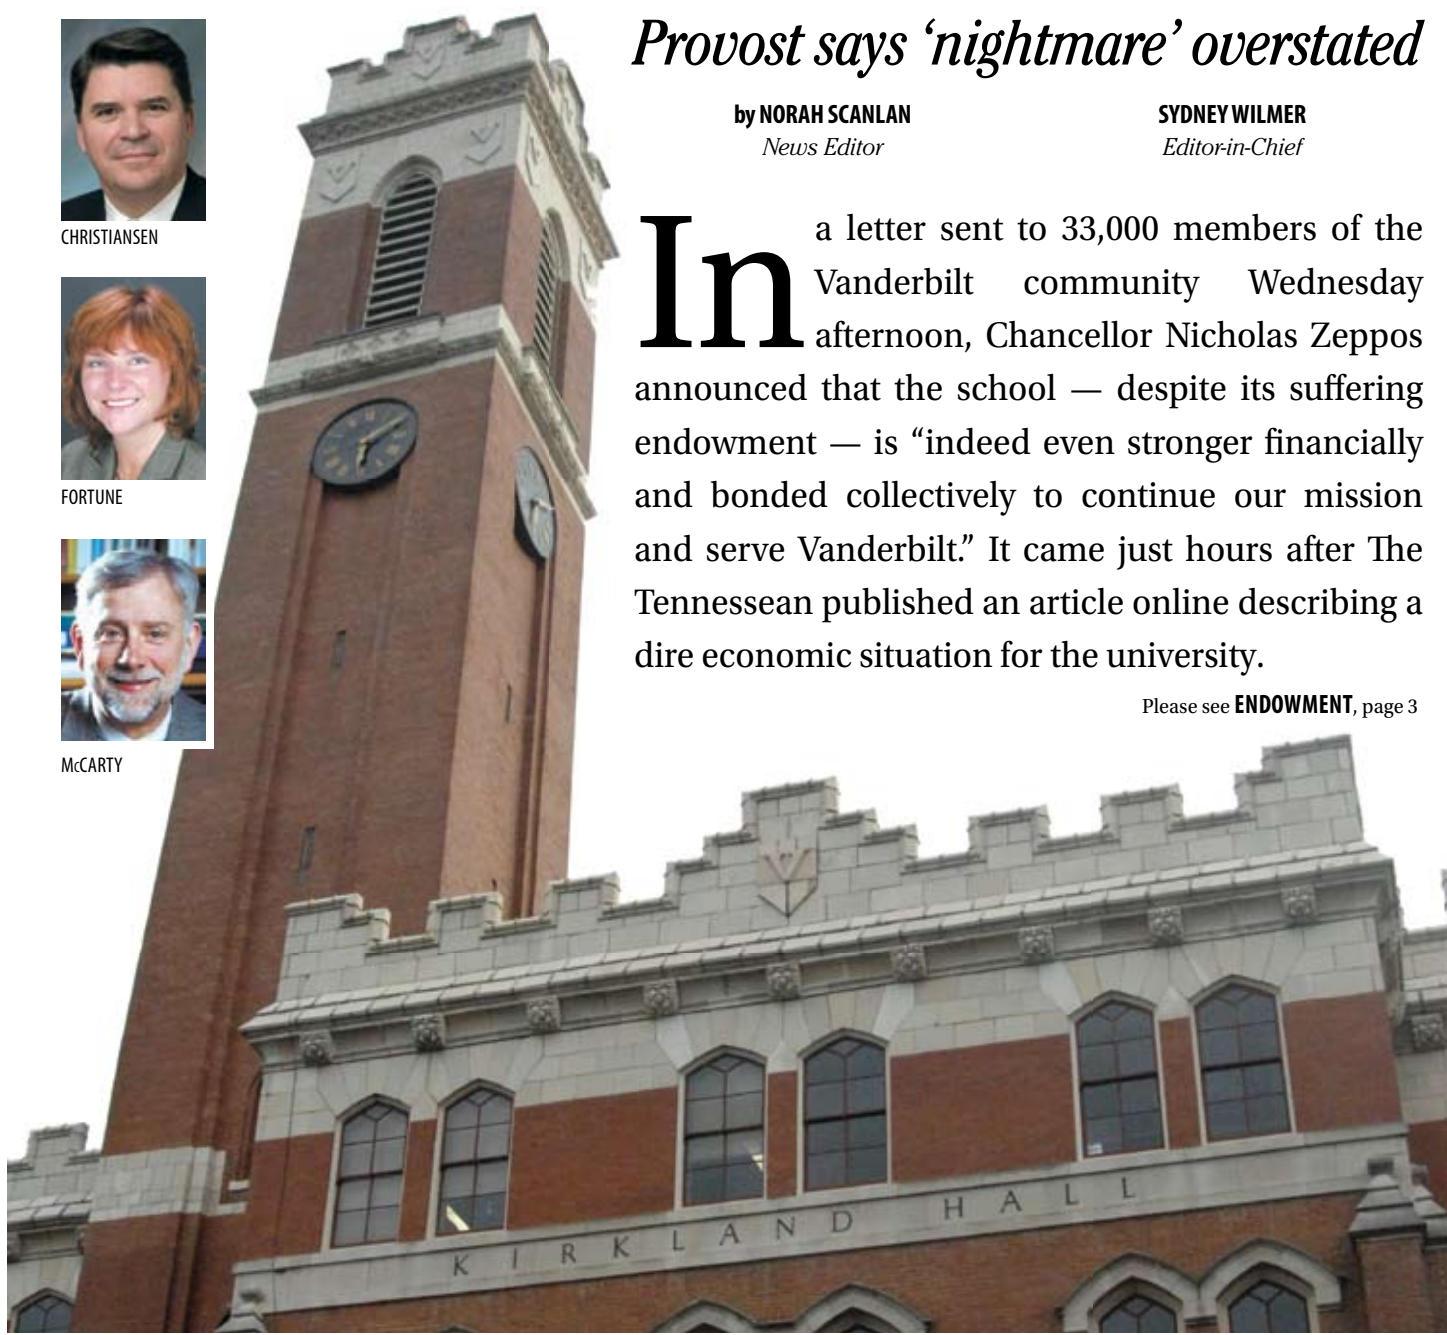 Provost says ‘nightmare’ overstated
by NORAH SCANLAN
News Editor
SYDNEY WILMER
Editor-in-Chief
In a letter sent to 33,000 members of the
Vanderbilt community Wednesday
afternoon, Chancellor Nicholas Zeppos
announced that the school — despite its suffering
endowment — is “indeed even stronger financially
and bonded collectively to continue our mission
and serve Vanderbilt.” It came just hours after The
Tennessean published an article online describing a
dire economic situation for the university.
Please see ENDOWMENT, page 3
CHRISTIANSEN
FORTUNE
McCARTY
KIRKLAND HALL